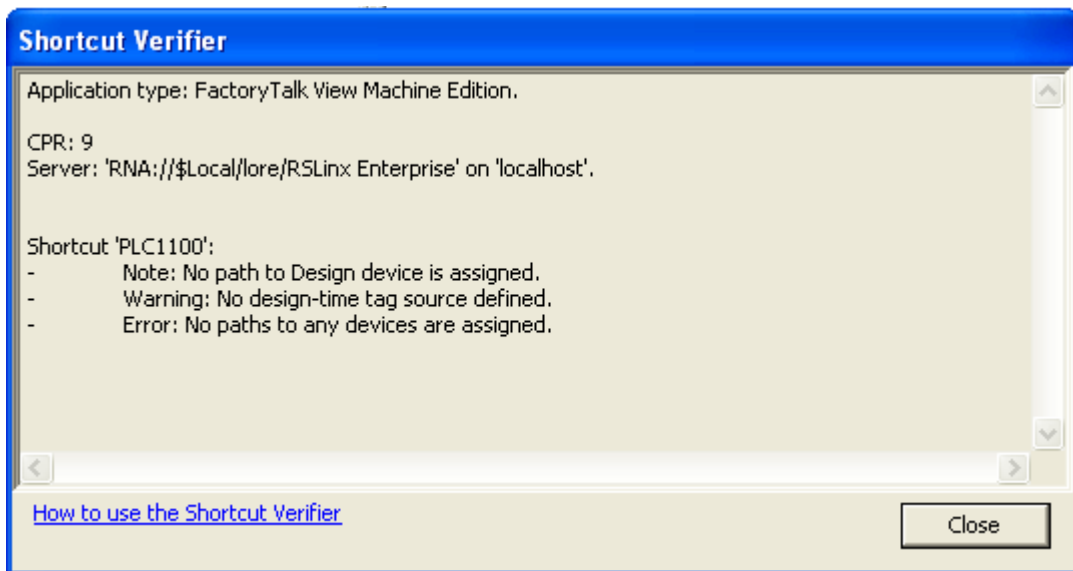 Shortcut Verifier
Application type: FactoryTalk View Machine Edition.
CPR: 9
Server: 'RNA://$Local/lore/RSLinx Enterprise' on 'localhost'.
Shortcut 'PLC1100':
- Note: No path to Design device is assigned.
- Warning: No design-time tag source defined.
- Error: No paths to any devices are assigned.
How to use the Shortcut Verifier
Close